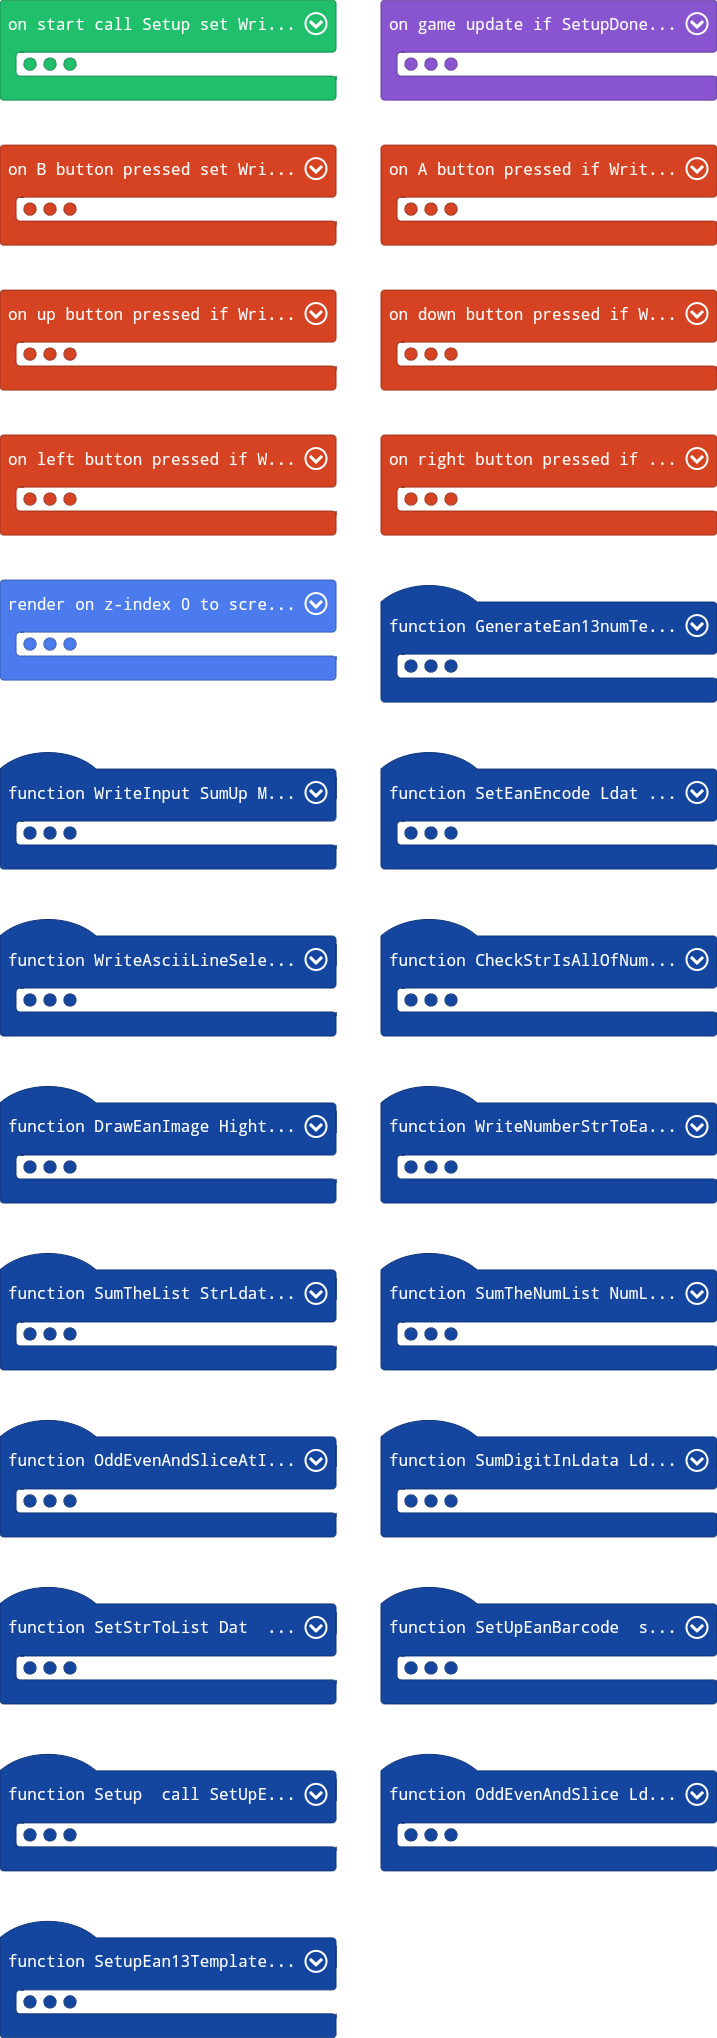 on start call Setup set Wri...
on game update if SetupDone...
on B button pressed set Wri...
on A button pressed if Writ...
on up button pressed if Wri...
on down button pressed if W...
on left button pressed if W...
on right button pressed if ...
render on z-index 0 to scre...
function GenerateEan13numTe...
function WriteInput SumUp M...
function SetEanEncode Ldat ...
function WriteAsciiLineSele...
function CheckStrIsAllOfNum...
function DrawEanImage Hight...
function WriteNumberStrToEa...
function SumTheList StrLdat...
function SumTheNumList NumL...
function OddEvenAndSliceAtI...
function SumDigitInLdata Ld...
function SetStrToList Dat  ...
function SetUpEanBarcode  s...
function Setup  call SetUpE...
function OddEvenAndSlice Ld...
function SetupEan13Template...